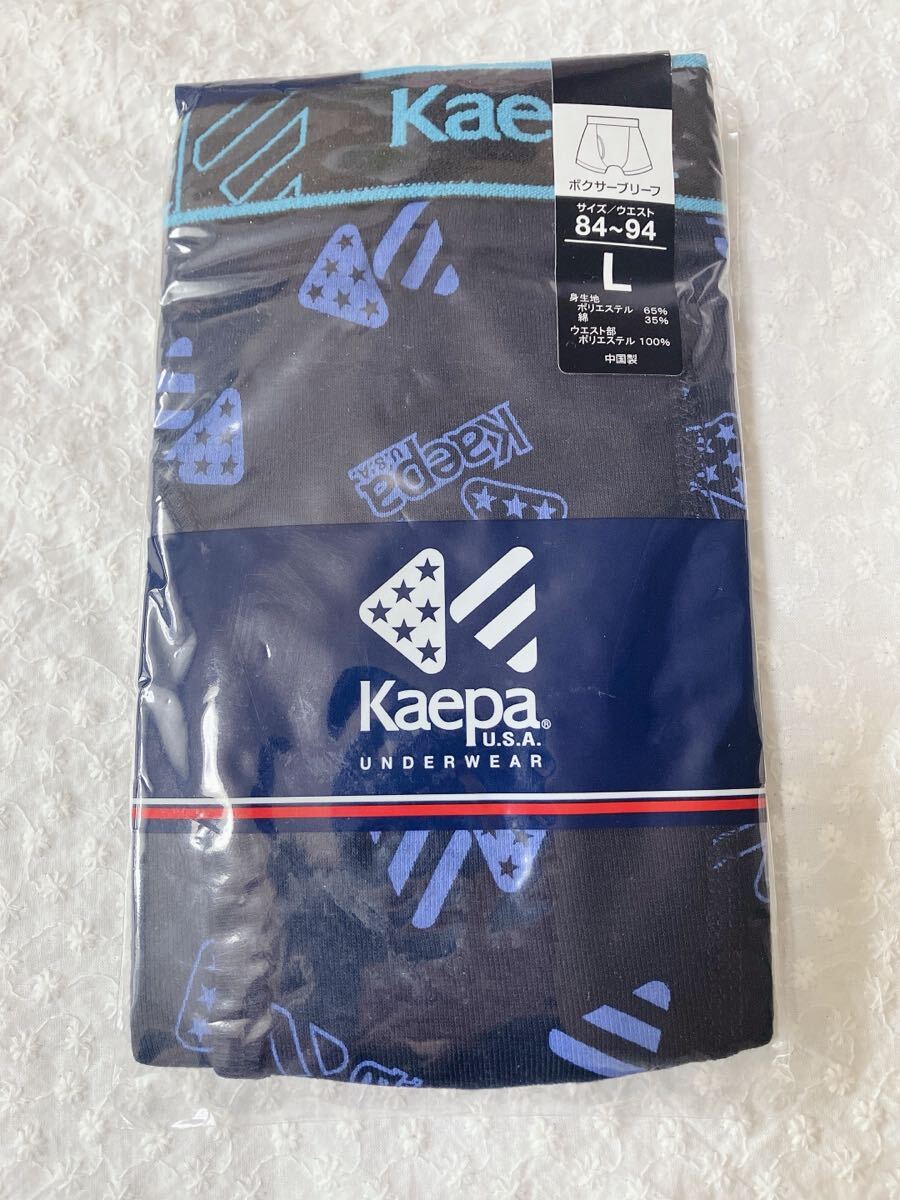 Kae
ボクサーブリーフ
サイズ/ウエスト
84~94
L
身生地
ポリエステル 65%
綿 35%
ウエスト部
ポリエステル 100%
中国製
Kaepa
U.S.A.
Kaepa®
U.S.A.
UNDERWEAR